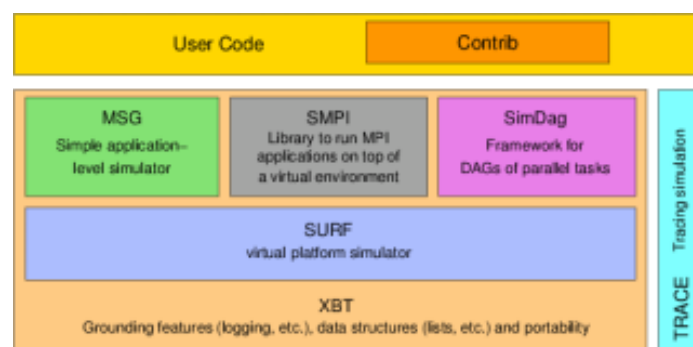 User Code
Contrib
MSG
Simple application–
level simulator
SMPI
Library to run MPI
applications on top of
a virtual environment
SimDag
Framework for
DAGs of parallel tasks
SURF
virtual platform simulator
XBT
Grounding features (logging, etc.), data structures (lists, etc.) and portability
TRACE Tracing simulation